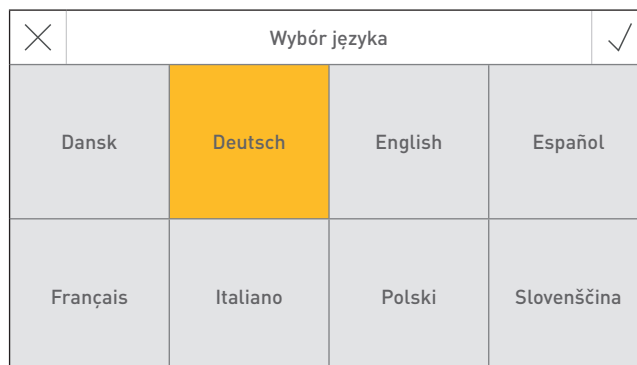 Wybór języka
Dansk Deutsch English Español
Français Italiano Polski Slovenščina